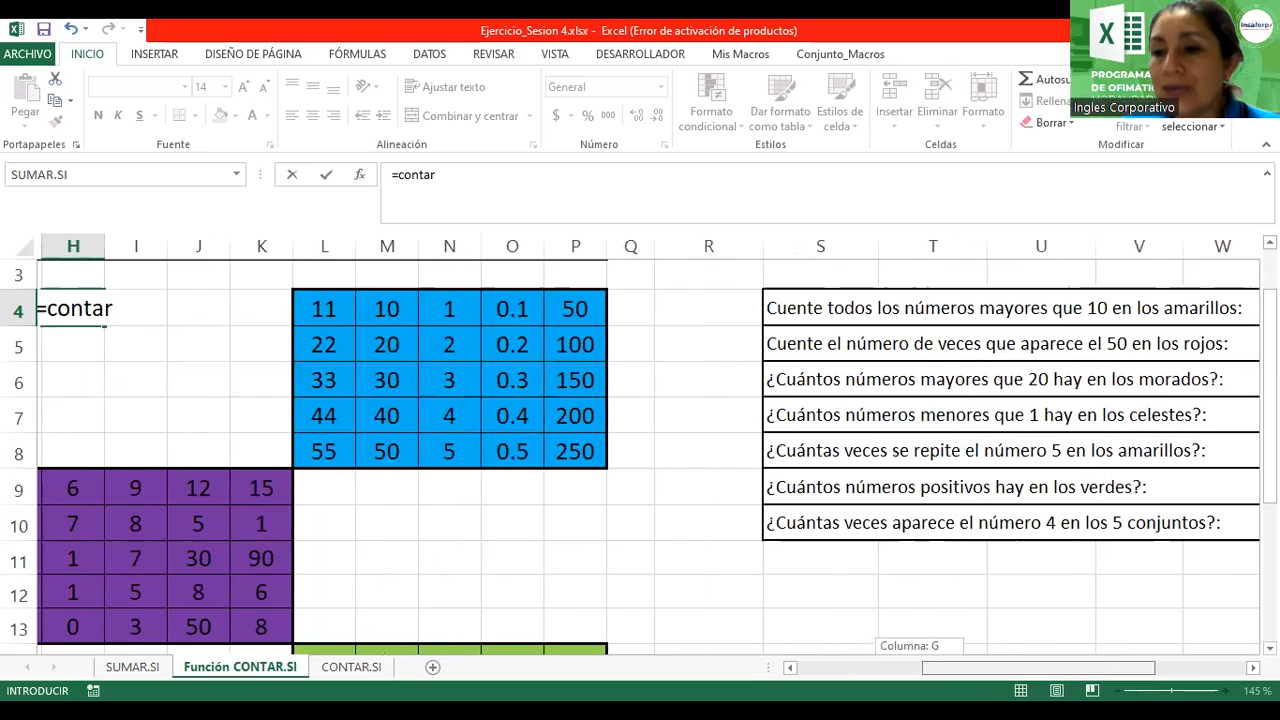 Ejercicio_Sesion 4.xlsx - Excel (Error de activación de productos)
ARCHIVO INICIO INSERTAR DISEÑO DE PÁGINA FÓRMULAS DATOS REVISAR VISTA DESARROLLADOR Mis Macros Conjunto_Macros
Insaforp
PROGRAMA
DE OFIMÁTIC
Ingles Corporativo
Pegar
14
Ajustar texto
Combinar y centrar
General
$ % 000
Formato condicional
Dar formato como tabla
Estilos de celda
Insertar Eliminar Formato
Autosu
Rellena
Borrar
filtrar
seleccionar
Portapapeles Fuente Alineación Número Estilos Celdas Modificar
SUMAR.SI
=contar
H I J K L M N O P Q R S T U V W
3
4 =contar 11 10 1 0.1 50 Cuente todos los números mayores que 10 en los amarillos:
5 22 20 2 0.2 100 Cuente el número de veces que aparece el 50 en los rojos:
6 33 30 3 0.3 150 ¿Cuántos números mayores que 20 hay en los morados?:
7 44 40 4 0.4 200 ¿Cuántos números menores que 1 hay en los celestes?:
8 55 50 5 0.5 250 ¿Cuántas veces se repite el número 5 en los amarillos?:
9 6 9 12 15 ¿Cuántos números positivos hay en los verdes?:
10 7 8 5 1 ¿Cuántas veces aparece el número 4 en los 5 conjuntos?:
11 1 7 30 90
12 1 5 8 6
13 0 3 50 8
Columna: G
SUMAR.SI Función CONTAR.SI CONTAR.SI
INTRODUCIR
145 %